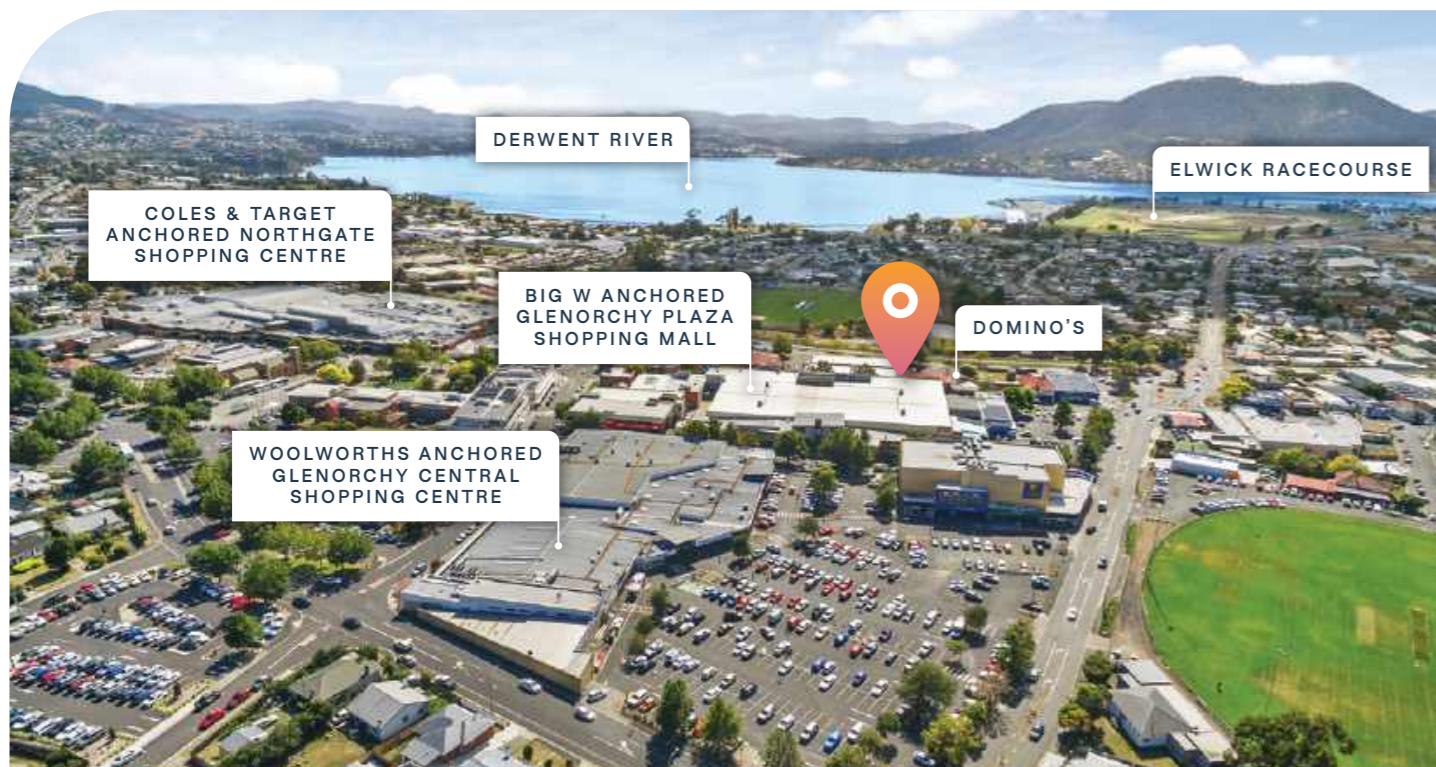 DERWENT RIVER
ELWICK RACECOURSE
COLES & TARGET
ANCHORED NORTHGATE
SHOPPING CENTRE
BIG W ANCHORED
GLENORCHY PLAZA
SHOPPING MALL
DOMINO'S
WOOLWORTHS ANCHORED
GLENORCHY CENTRAL
SHOPPING CENTRE